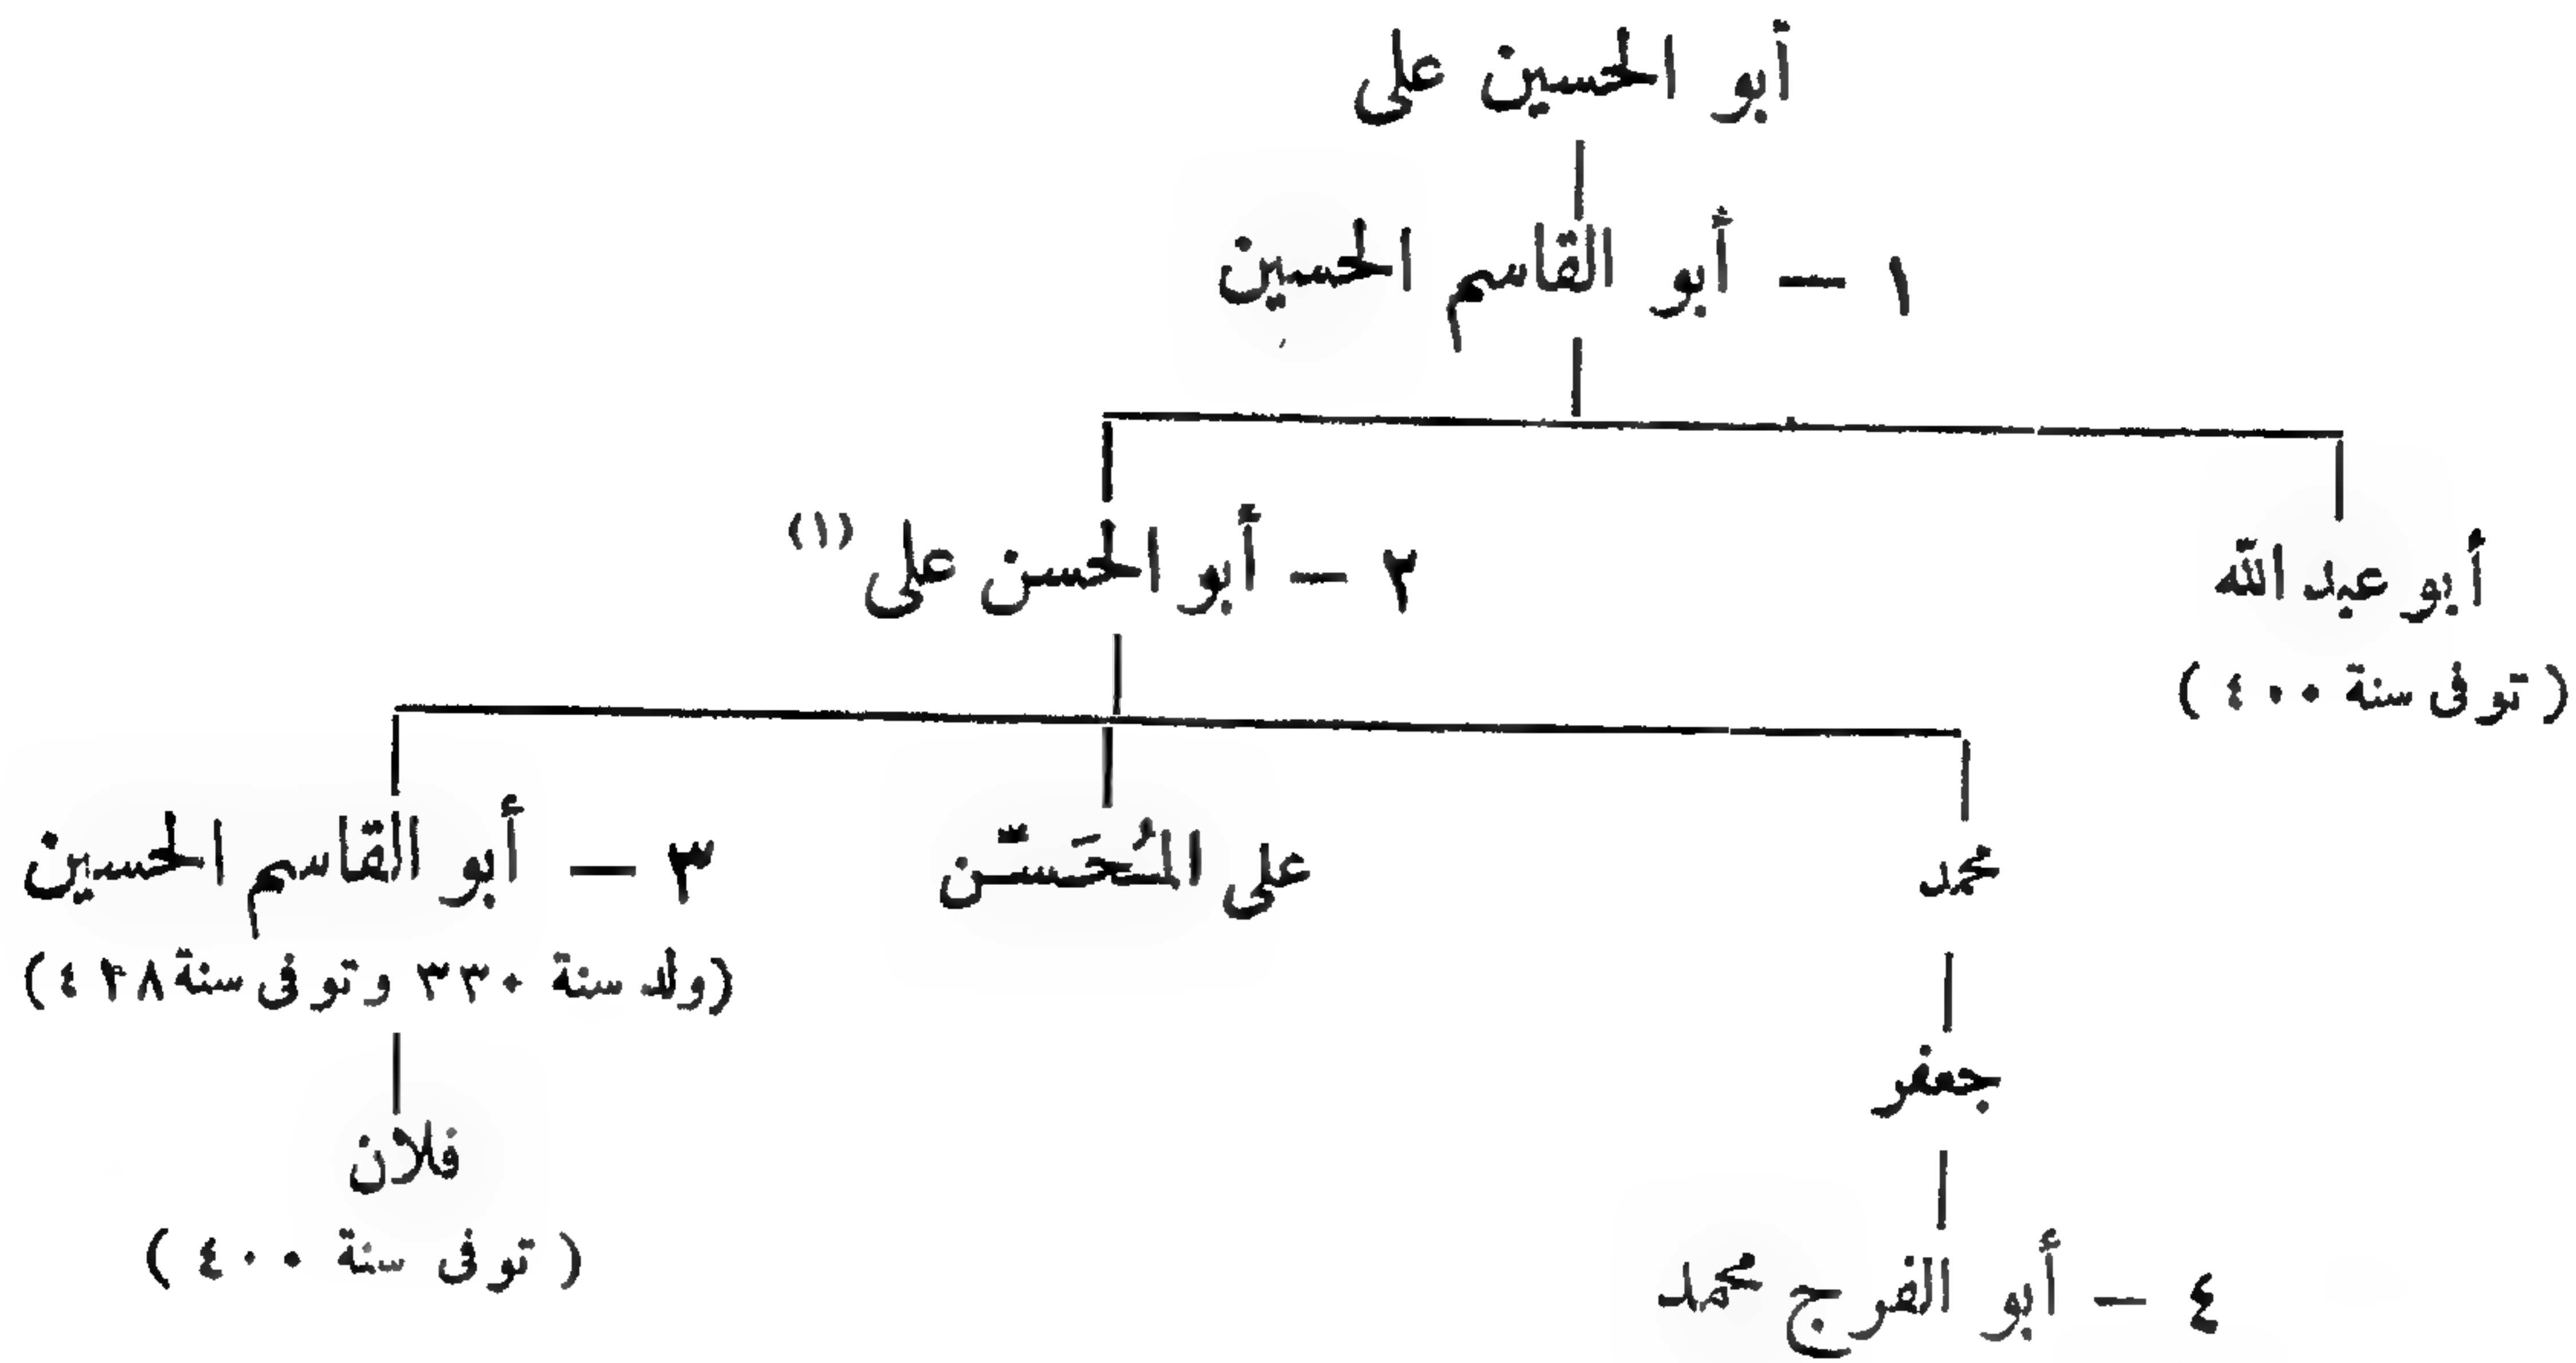 أبو الحسين على
١ — أبو القاسم الحسين
أبو عبد الله
٢ — أبو الحسن على (١)
( توفى سنة ٤٠٠ )
محمد
على المُحَسّن
٣ — أبو القاسم الحسين
(ولد سنة ٣٣٠ وتوفى سنة ٤٢٨)
جعفر
فلان
( توفى سنة ٤٠٠ )
٤ — أبو الفرج محمد